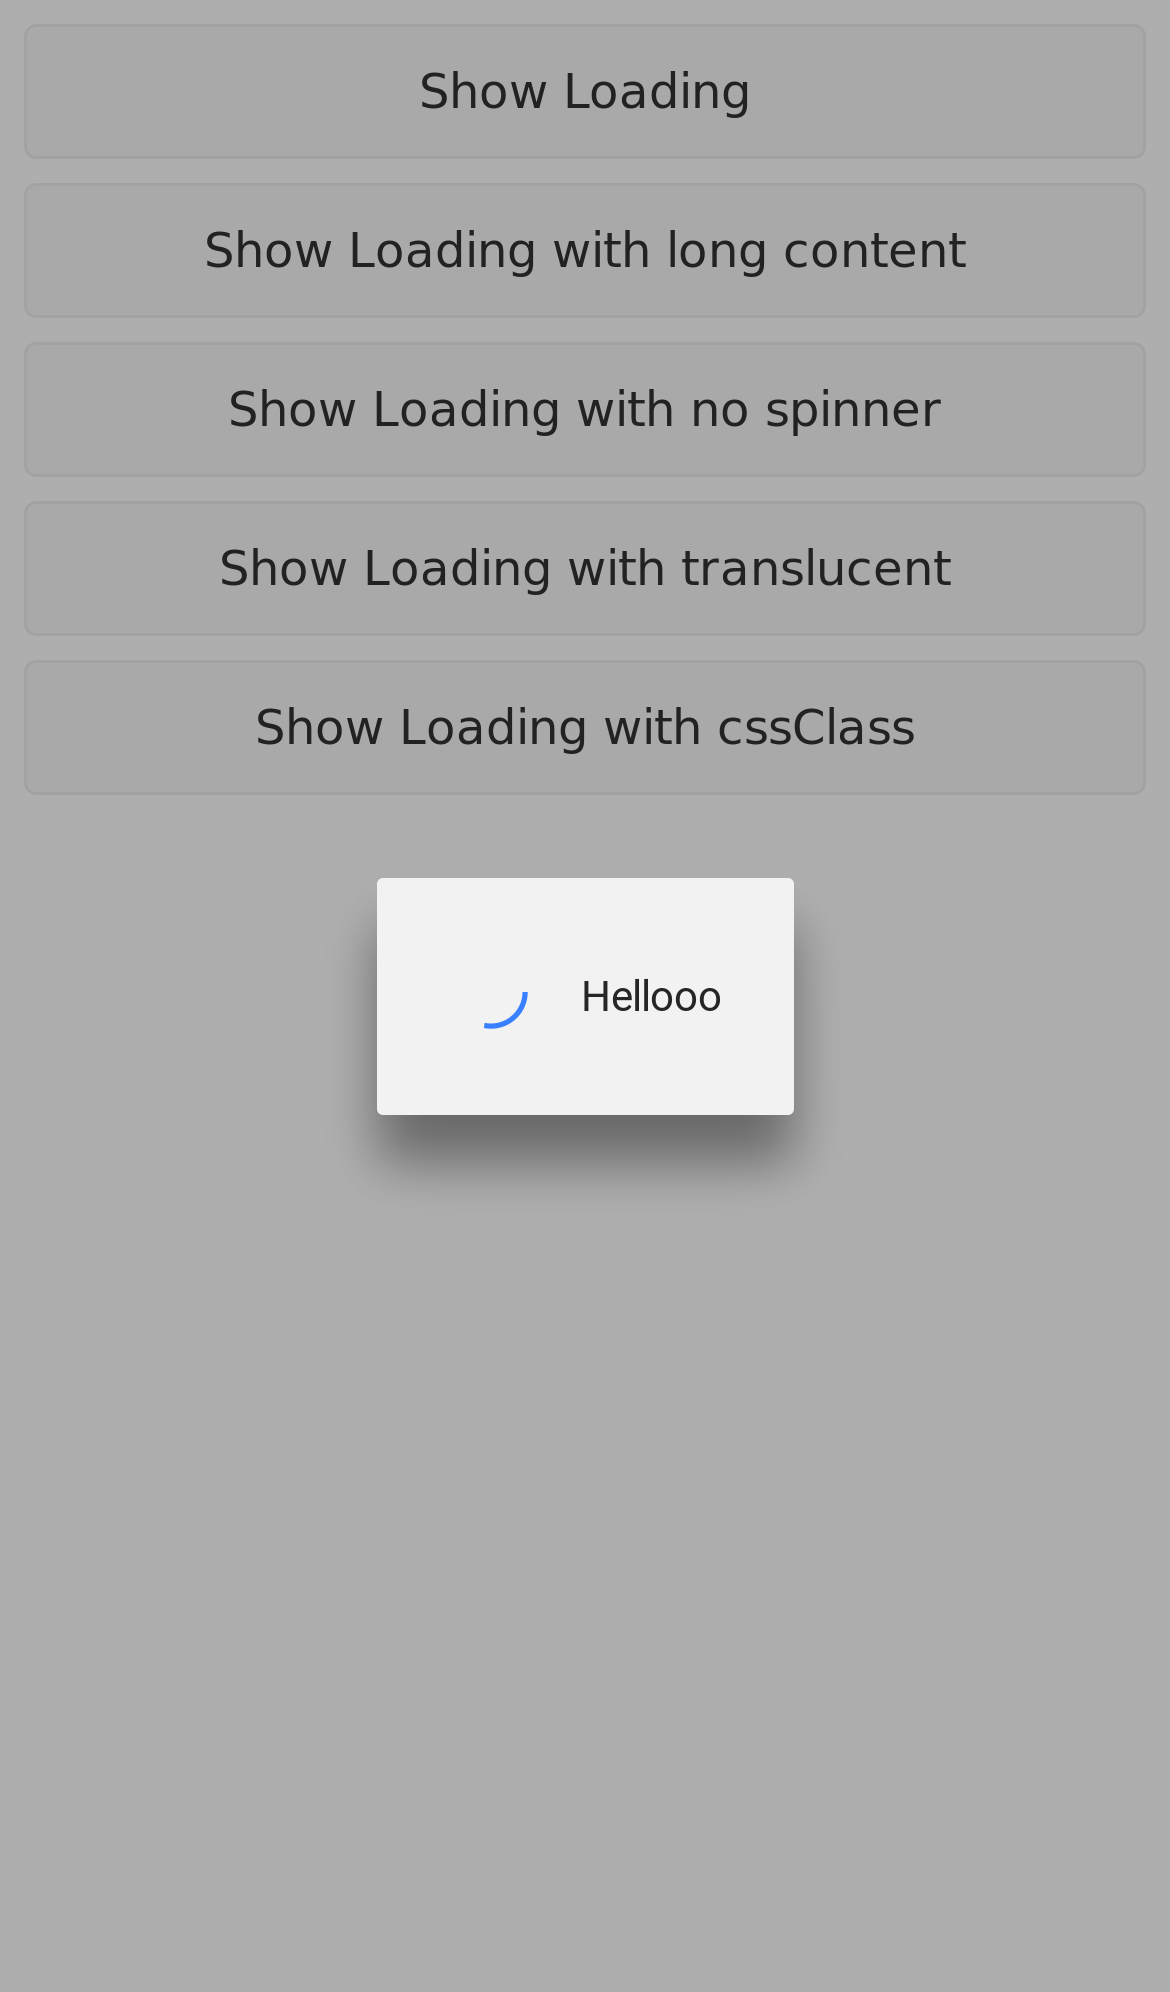 Show Loading
Show Loading with long content
Show Loading with no spinner
Show Loading with translucent
Show Loading with cssClass
Hellooo